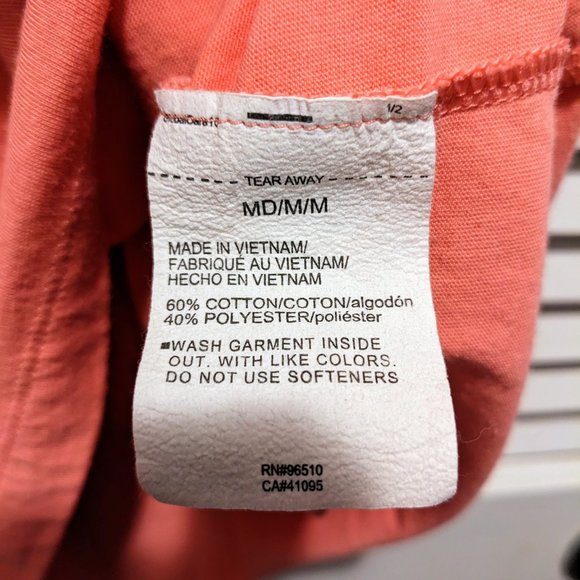 1/2
TEAR AWAY
MD/M/M
MADE IN VIETNAM/
FABRIQUÉ AU VIETNAM/
HECHO EN VIETNAM
60% COTTON/COTON/algodón
40% POLYESTER/poliéster
WASH GARMENT INSIDE
OUT. WITH LIKE COLORS.
DO NOT USE SOFTENERS
RN#96510
CA#41095